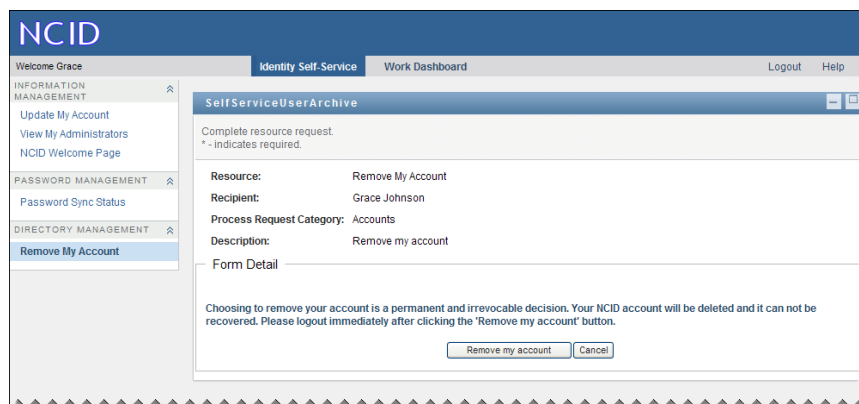 NCID
Welcome Grace
Identity Self-Service
Work Dashboard
Logout
Help
INFORMATION
MANAGEMENT
Update My Account
View My Administrators
NCID Welcome Page
PASSWORD MANAGEMENT
Password Sync Status
DIRECTORY MANAGEMENT
Remove My Account
SelfServiceUserArchive
Complete resource request.
* - indicates required.
Resource: Remove My Account
Recipient: Grace Johnson
Process Request Category: Accounts
Description: Remove my account
Form Detail
Choosing to remove your account is a permanent and irrevocable decision. Your NCID account will be deleted and it can not be
recovered. Please logout immediately after clicking the 'Remove my account' button.
Remove my account
Cancel